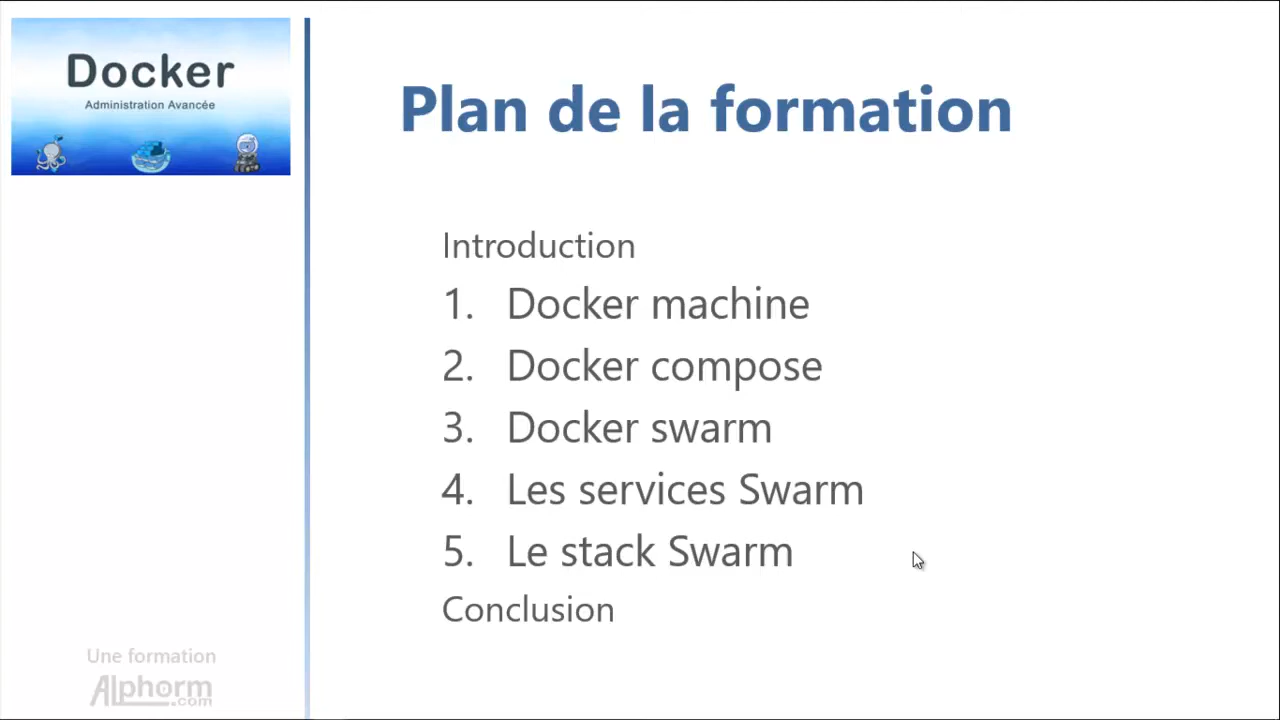 Docker
Administration Avancée
Plan de la formation
Introduction
1. Docker machine
2. Docker compose
3. Docker swarm
4. Les services Swarm
5. Le stack Swarm
Conclusion
Une formation
Alphorm
.com